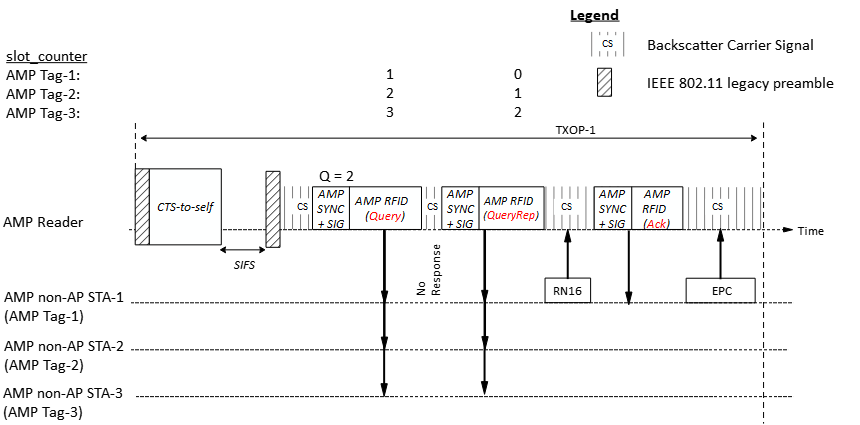 Legend
CS
Backscatter Carrier Signal
IEEE 802.11 legacy preamble
slot_counter
AMP Tag-1: 1 0
AMP Tag-2: 2 1
AMP Tag-3: 3 2
TXOP-1
Q = 2
AMP Reader
CTS-to-self
SIFS
CS
AMP
SYNC
+ SIG
AMP RFID
(Query)
CS
AMP
SYNC
+ SIG
AMP RFID
(QueryRep)
CS
AMP
SYNC
+ SIG
AMP
RFID
(Ack)
CS
Time
No
Response
RN16
EPC
AMP non-AP STA-1
(AMP Tag-1)
AMP non-AP STA-2
(AMP Tag-2)
AMP non-AP STA-3
(AMP Tag-3)